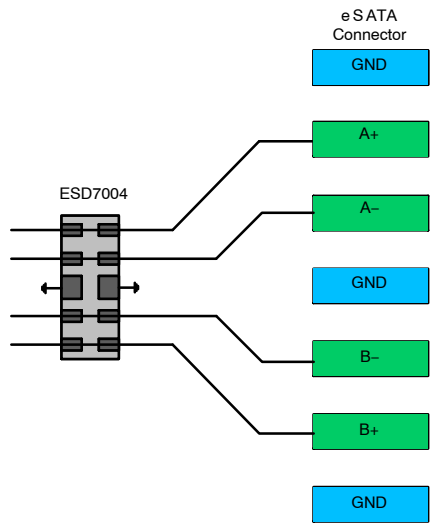 eSATA
Connector
GND
A+
ESD7004
A−
GND
B−
B+
GND